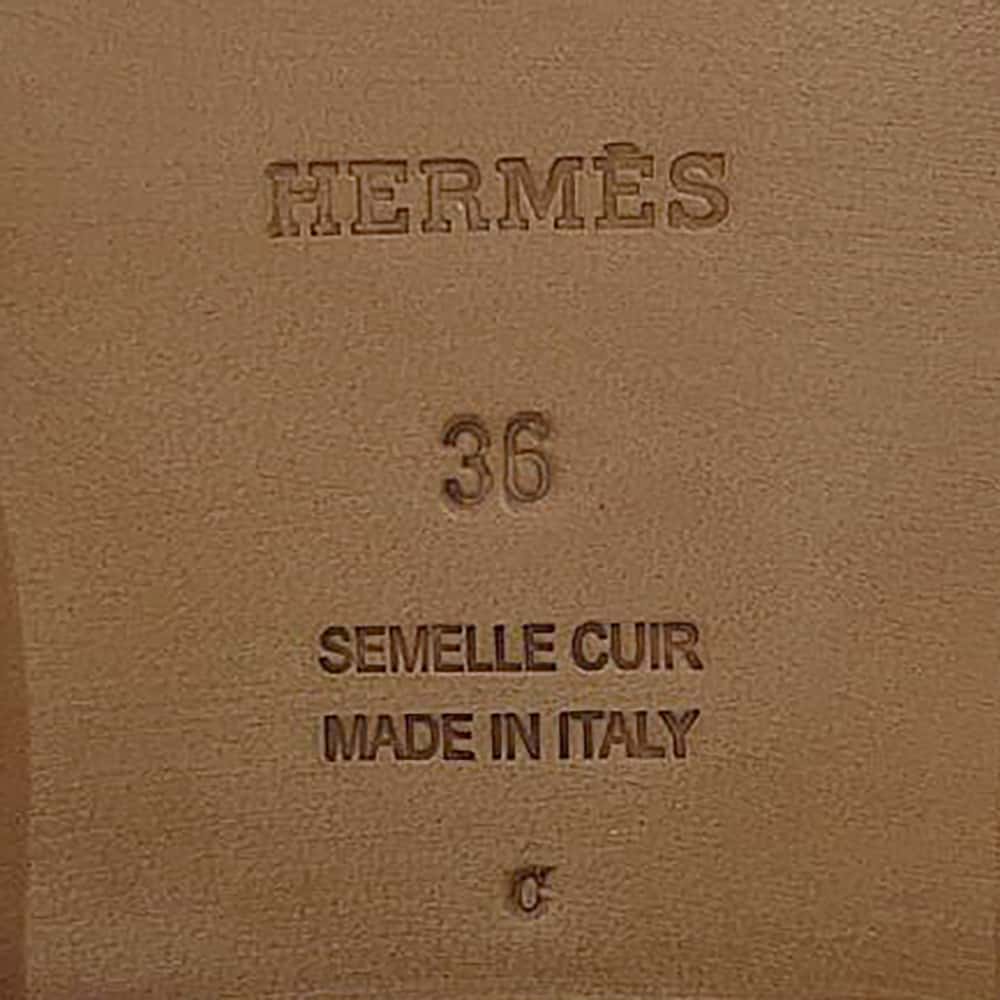 HERMÈS
36
SEMELLE CUIR
MADE IN ITALY